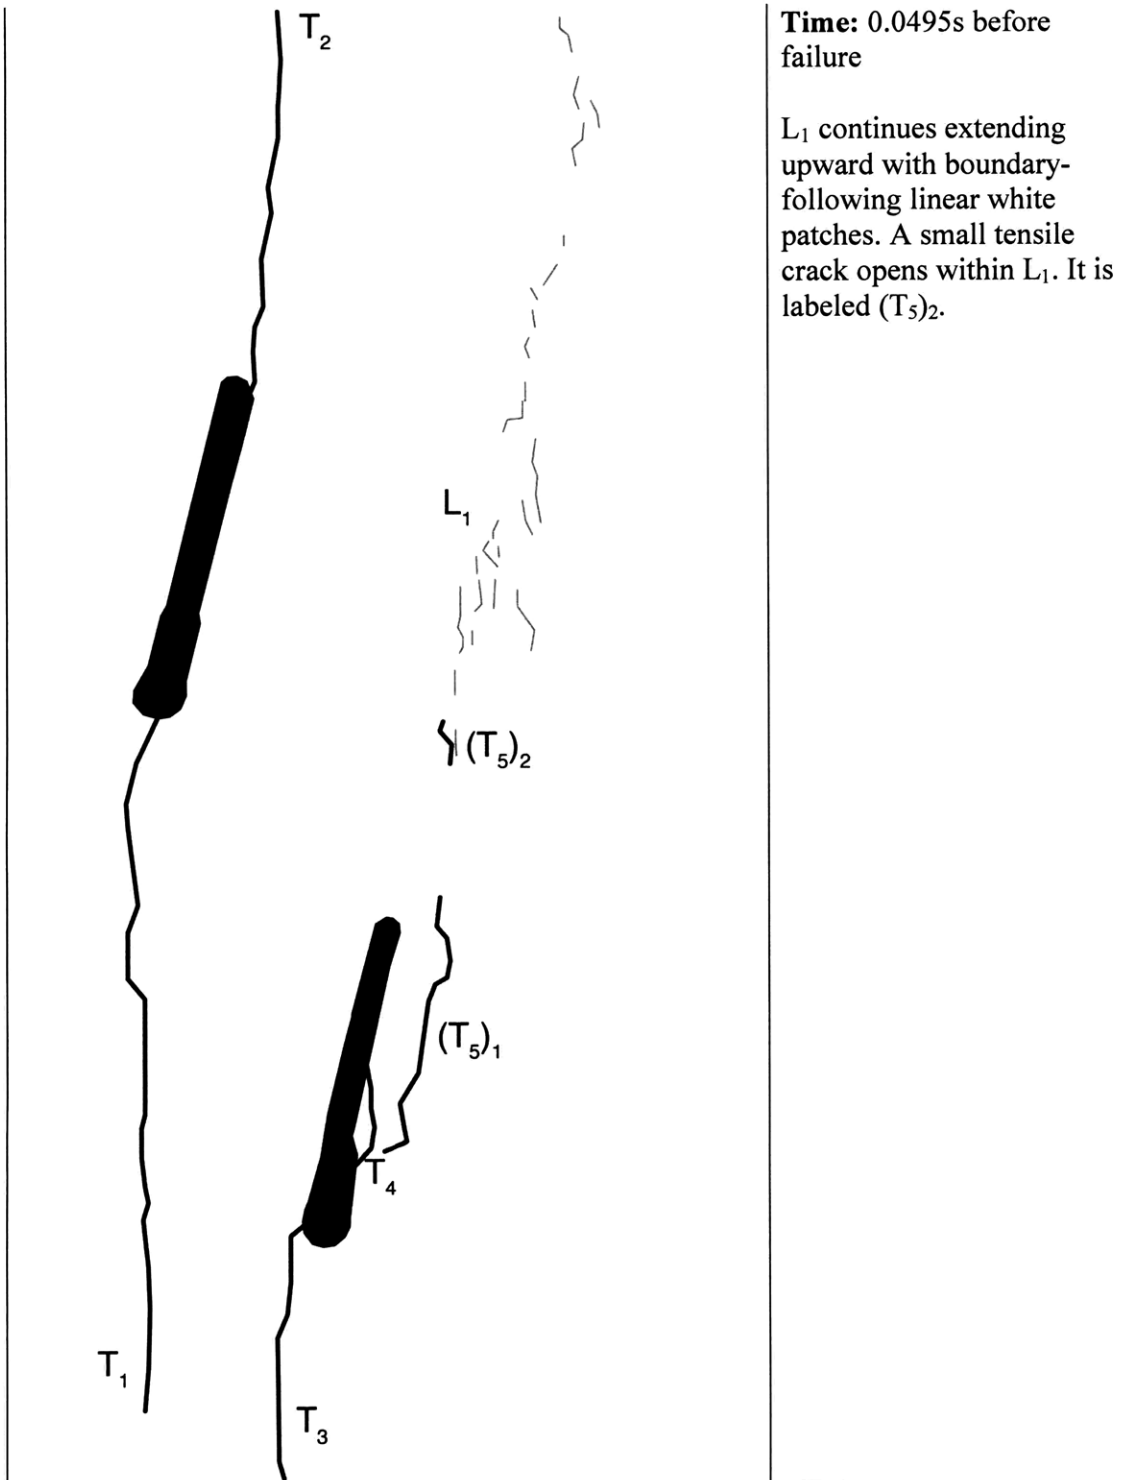 T₂
L₁
(T₅)₂
(T₅)₁
T₄
T₁
T₃
Time: 0.0495s before
failure
L₁ continues extending
upward with boundary-
following linear white
patches. A small tensile
crack opens within L₁. It is
labeled (T₅)₂.